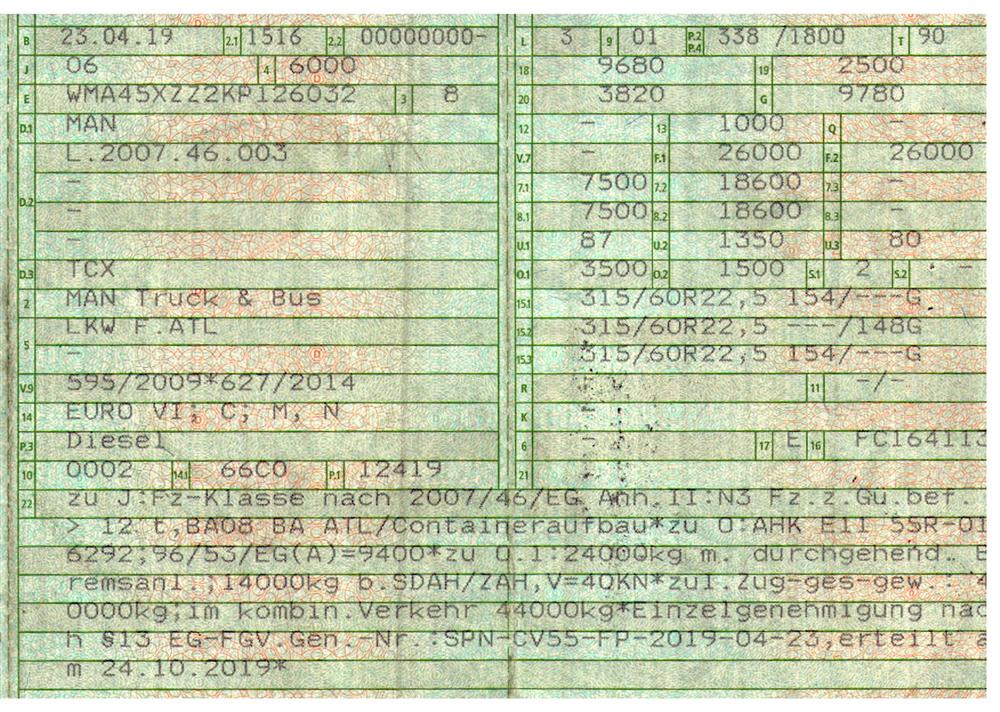 B 23.04.19 2.1 1516 2.2 00000000-
J 06 4 6000
E WMA45XZZ2KP126032 3 8
D.1 MAN
L.2007.46.003
D.2 -
-
-
D.3 TCX
2 MAN Truck & Bus
5 LKW F.ATL
-
V.9 595/2009*627/2014
14 EURO VI; C; M, N
P.3 Diesel
10 0002 14.1 66C0 P.1 12419
L 3 9 01 P.2 P.4 338 /1800 T 90
18 9680 19 2500
20 3820 G 9780
12 - 13 1000 Q -
V.7 - F.1 26000 F.2 26000
7.1 7500 7.2 18600 7.3 -
8.1 7500 8.2 18600 8.3 -
U.1 87 U.2 1350 U.3 80
O.1 3500 O.2 1500 S.1 2 S.2 -
15.1 315/60R22,5 154/---G
15.2 315/60R22,5 ---/148G
15.3 315/60R22,5 154/---G
R - 11 -/-
K -
6 - 17 E 16 FC164113
21 -
22 zu J:Fz-Klasse nach 2007/46/EG Anh.II:N3 Fz.z.Gü.bef.
> 12 t,BA08 BA ATL/Containeraufbau*zu O:AHK E11 55R-01
6292;96/53/EG(A)=9400*zu O.1:24000kg m. durchgehend. B
remsanl.;14000kg b.SDAH/ZAH,V=40KN*zul.Zug-ges-gew.: 4
0000kg;im kombin.Verkehr 44000kg*Einzelgenehmigung nac
h §13 EG-FGV.Gen.-Nr.:SPN-CV55-FP-2019-04-23,erteilt a
m 24.10.2019*